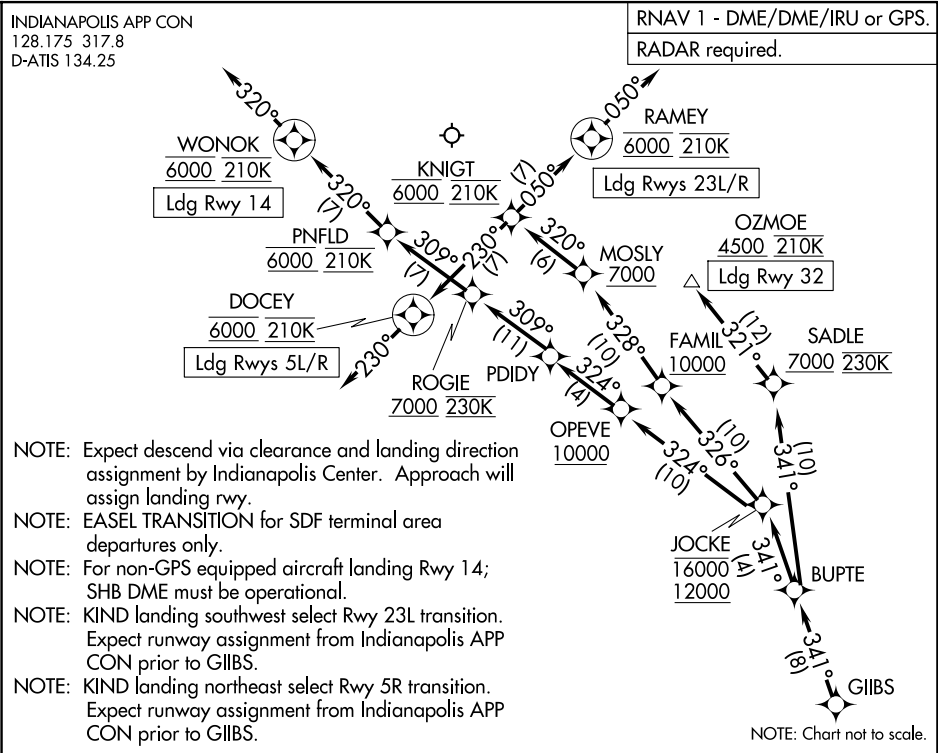 INDIANAPOLIS APP CON
128.175 317.8
D-ATIS 134.25
RNAV 1 - DME/DME/IRU or GPS.
RADAR required.
320°
WONOK
6000 210K
Ldg Rwy 14
320°
(7)
KNIGT
6000 210K
050°
RAMEY
6000 210K
Ldg Rwys 23L/R
(7)
050°
PNFLD
6000 210K
309°
(7)
230°
(7)
320°
(6)
MOSLY
7000
OZMOE
4500 210K
Ldg Rwy 32
DOCEY
6000 210K
Ldg Rwys 5L/R
230°
309°
(11)
328°
(10)
(12)
321°
FAMIL
10000
SADLE
7000 230K
ROGIE
7000 230K
PDIDY
324°
(4)
OPEVE
10000
(10)
326°
324°
(10)
(10)
341°
JOCKE
16000
12000
341°
(4)
BUPTE
341°
(8)
GIIBS
NOTE: Expect descend via clearance and landing direction
assignment by Indianapolis Center. Approach will
assign landing rwy.
NOTE: EASEL TRANSITION for SDF terminal area
departures only.
NOTE: For non-GPS equipped aircraft landing Rwy 14;
SHB DME must be operational.
NOTE: KIND landing southwest select Rwy 23L transition.
Expect runway assignment from Indianapolis APP
CON prior to GIIBS.
NOTE: KIND landing northeast select Rwy 5R transition.
Expect runway assignment from Indianapolis APP
CON prior to GIIBS.
NOTE: Chart not to scale.